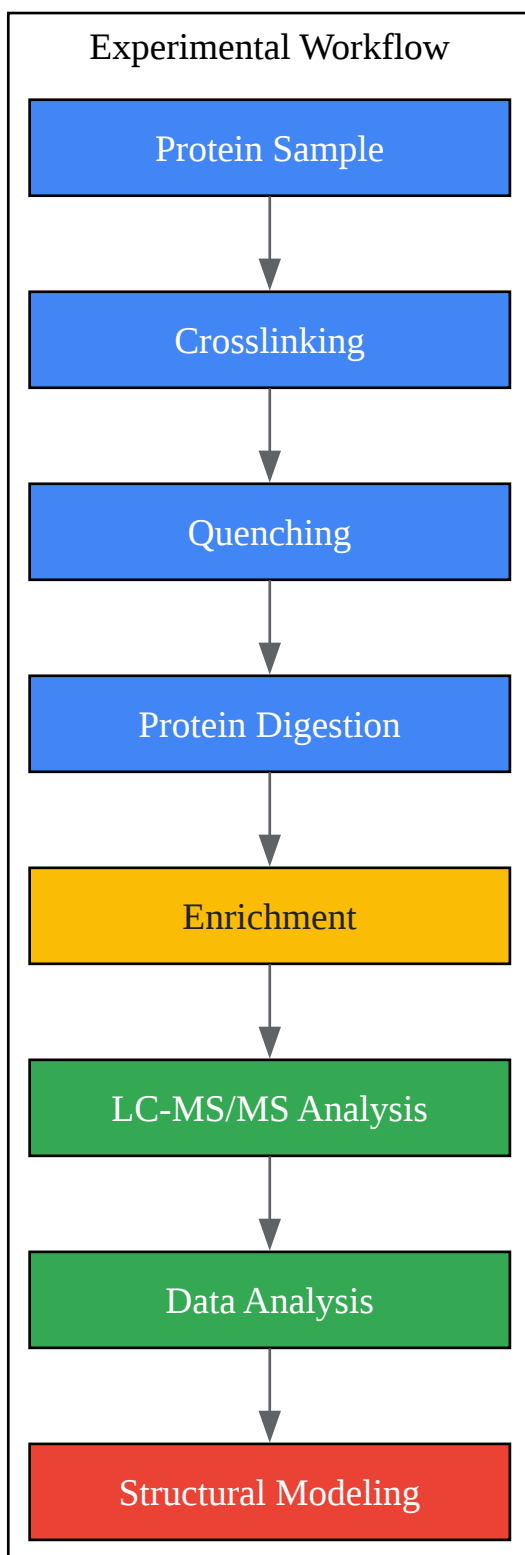 Experimental Workflow
Protein Sample
Crosslinking
Quenching
Protein Digestion
Enrichment
LC-MS/MS Analysis
Data Analysis
Structural Modeling